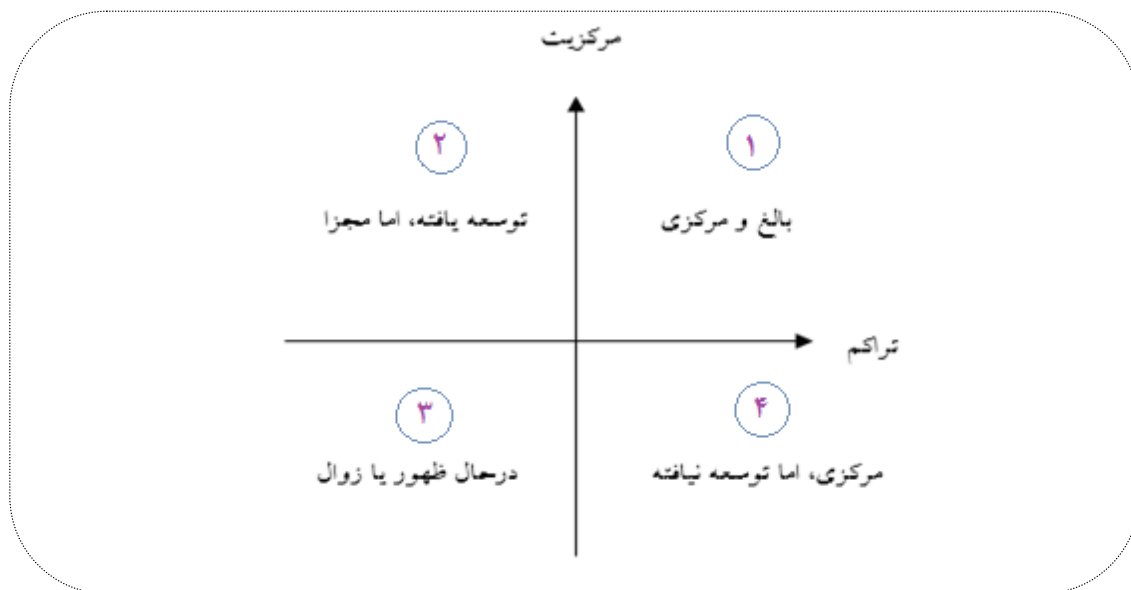 مرکزیت
۱
۲
بالغ و مرکزی
توسعه یافته، اما مجزا
تراکم
۴
۳
مرکزی، اما توسعه نیافته
درحال ظهور یا زوال